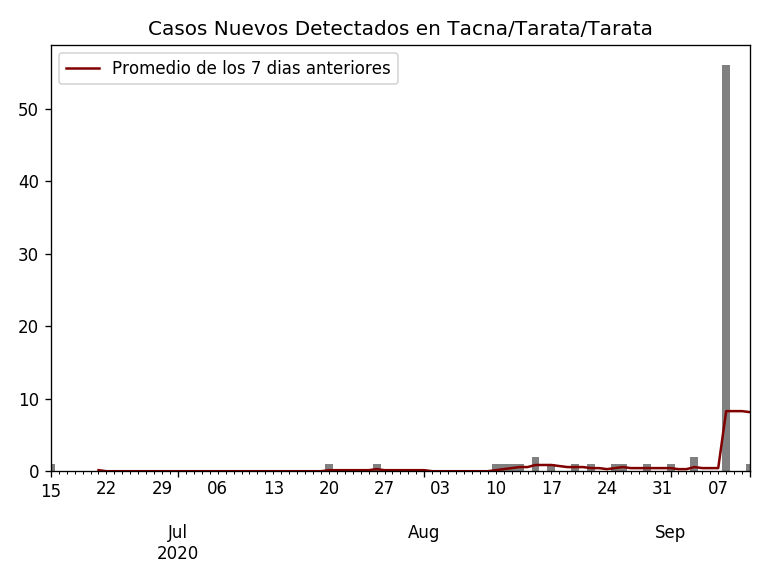 Casos Nuevos Detectados en Tacna/Tarata/Tarata
Promedio de los 7 dias anteriores
50
40
30
20
10
0
15 22 29 06 13 20 27 03 10 17 24 31 07
Jul Aug Sep
2020